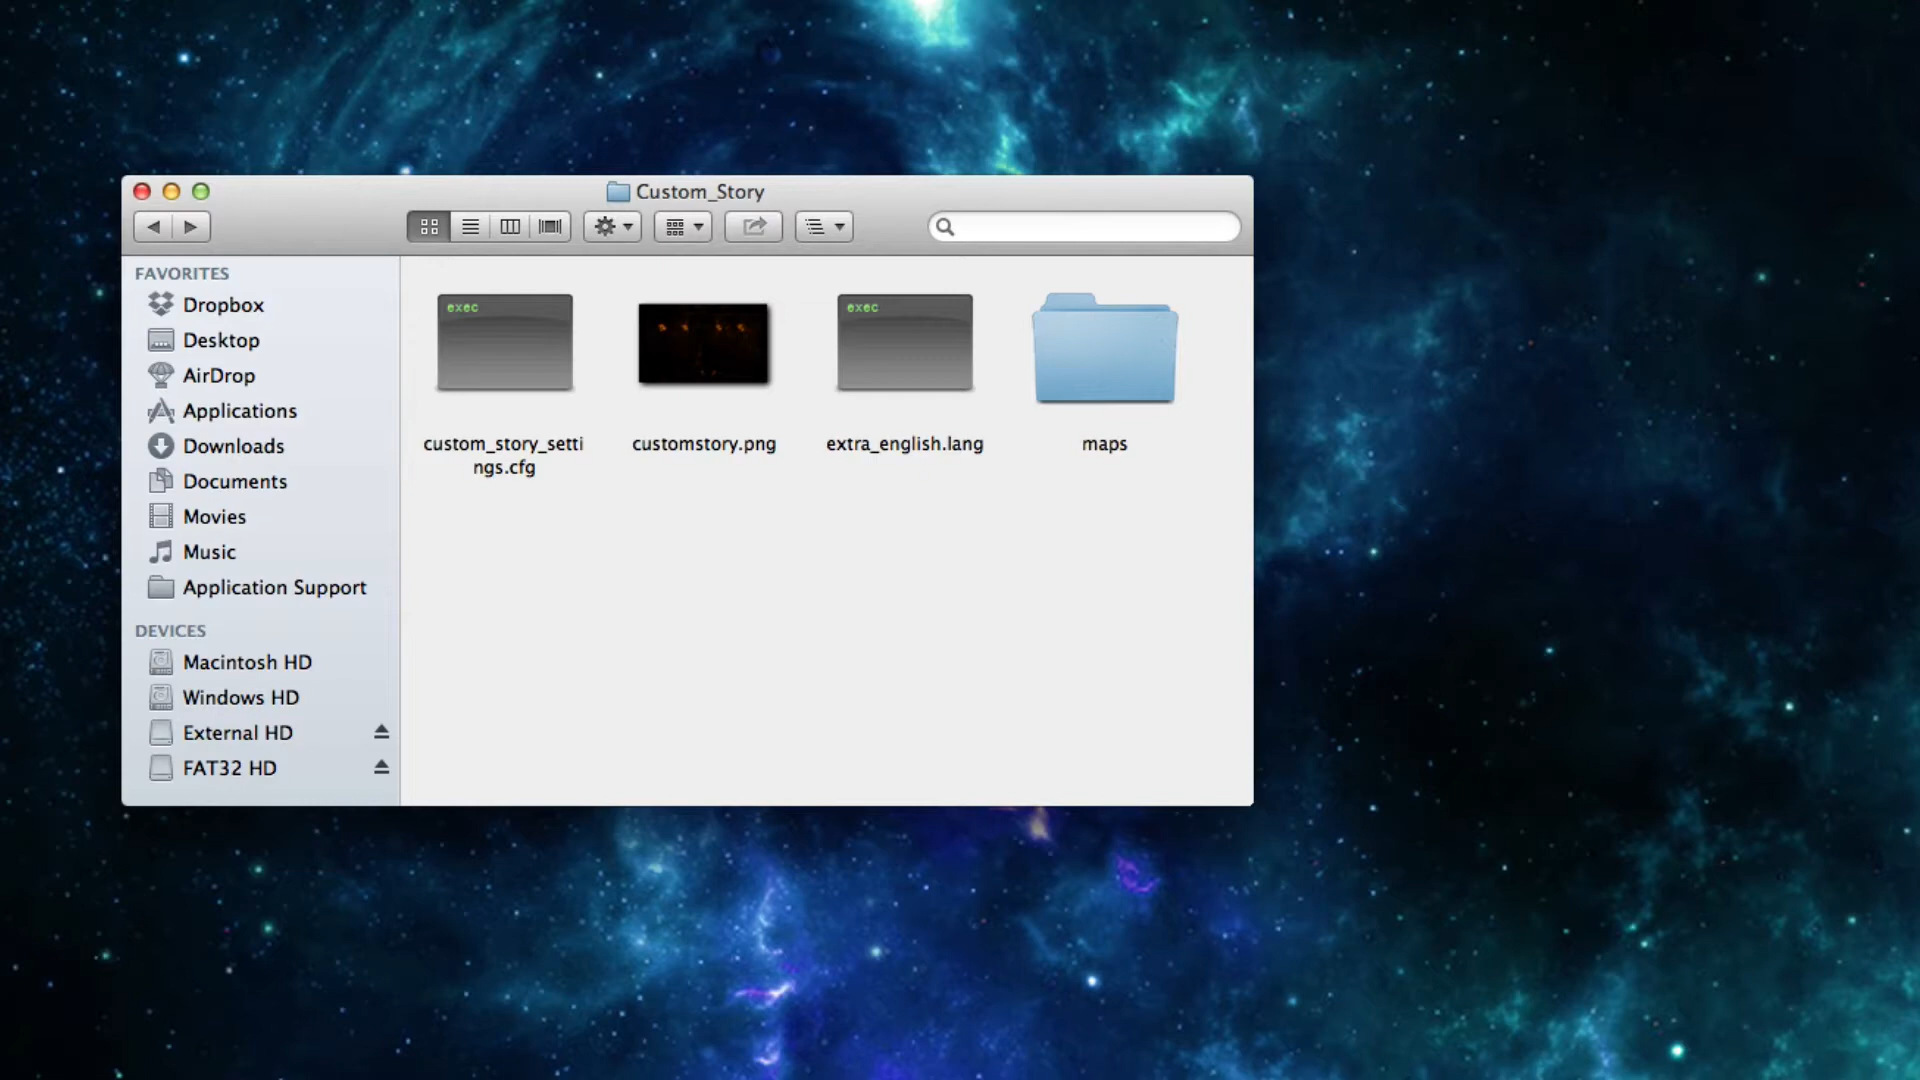 Custom_Story
FAVORITES
Dropbox
Desktop
AirDrop
Applications
Downloads
Documents
Movies
Music
Application Support
DEVICES
Macintosh HD
Windows HD
External HD
FAT32 HD
exec
custom_story_setti
ngs.cfg
customstory.png
exec
extra_english.lang
maps